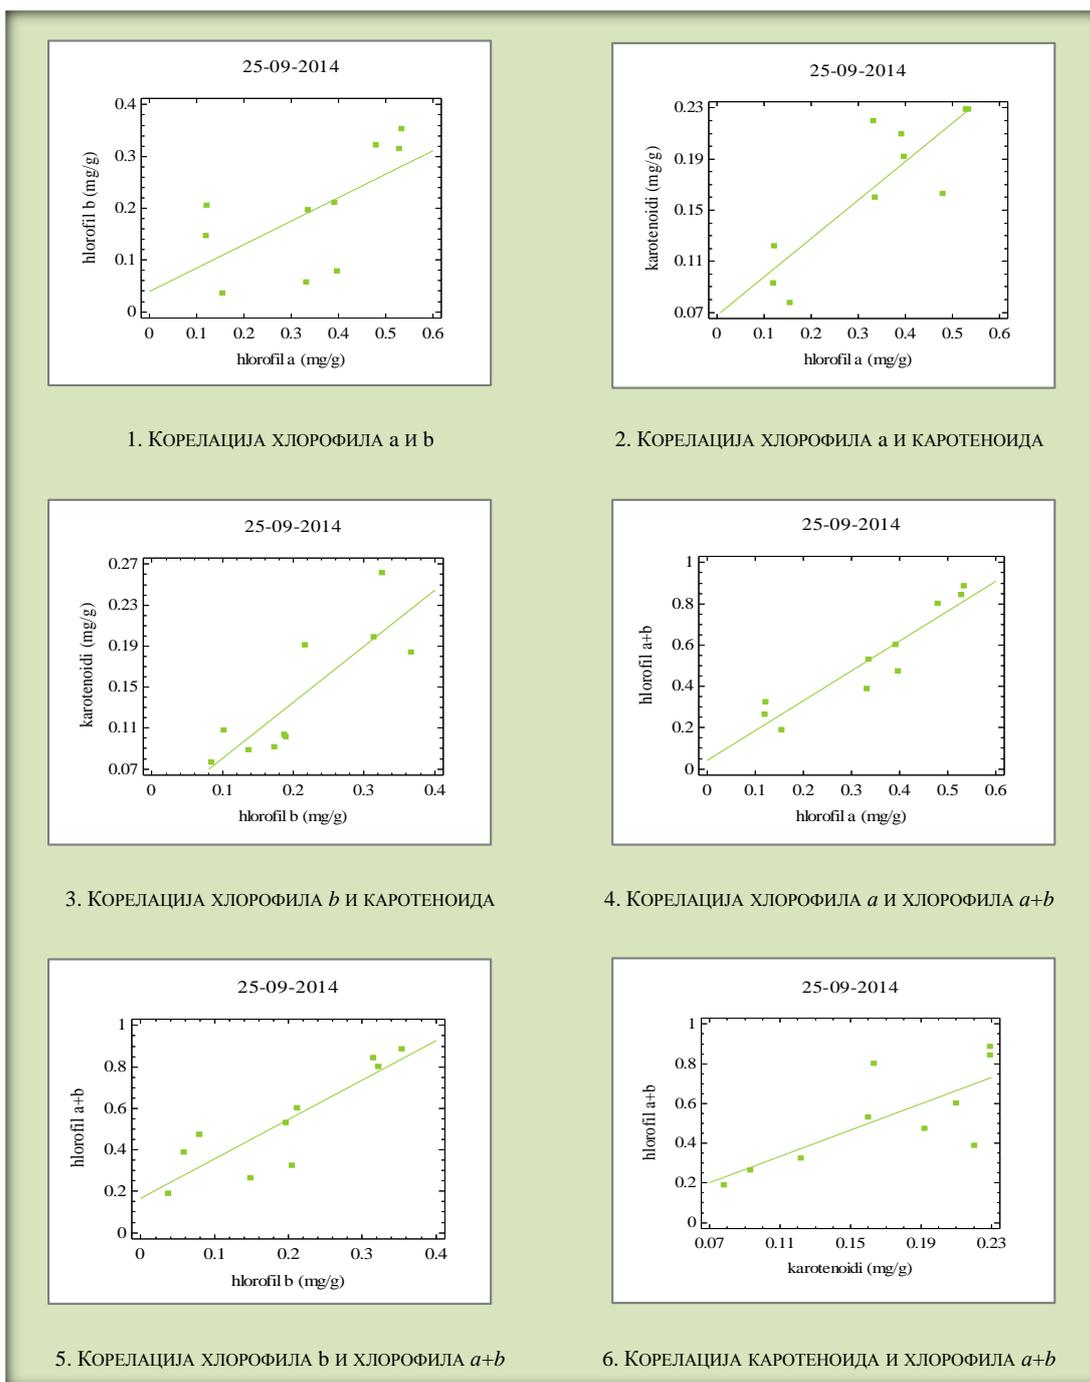 25-09-2014
0.4
0.3
0.2
0.1
0
hlorofil b (mg/g)
0 0.1 0.2 0.3 0.4 0.5 0.6
hlorofil a (mg/g)
1. Корелација хлорофила a и b
25-09-2014
0.23
0.19
0.15
0.11
0.07
karotenoidi (mg/g)
0 0.1 0.2 0.3 0.4 0.5 0.6
hlorofil a (mg/g)
2. Корелација хлорофила a и каротеноида
25-09-2014
0.27
0.23
0.19
0.15
0.11
0.07
karotenoidi (mg/g)
0 0.1 0.2 0.3 0.4
hlorofil b (mg/g)
3. Корелација хлорофила b и каротеноида
25-09-2014
1
0.8
0.6
0.4
0.2
0
hlorofil a+b
0 0.1 0.2 0.3 0.4 0.5 0.6
hlorofil a (mg/g)
4. Корелација хлорофила a и хлорофила a+b
25-09-2014
1
0.8
0.6
0.4
0.2
0
hlorofil a+b
0 0.1 0.2 0.3 0.4
hlorofil b (mg/g)
5. Корелација хлорофила b и хлорофила a+b
25-09-2014
1
0.8
0.6
0.4
0.2
0
hlorofil a+b
0.07 0.11 0.15 0.19 0.23
karotenoidi (mg/g)
6. Корелација каротеноида и хлорофила a+b